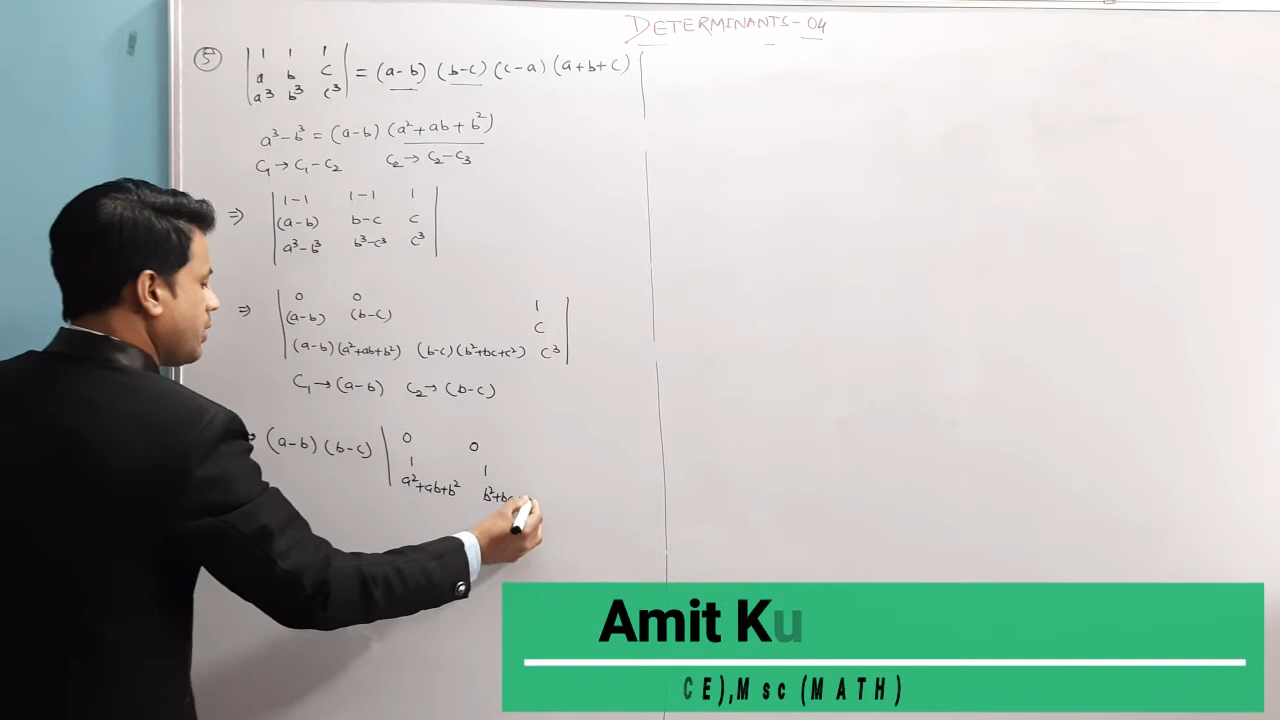 DETERMINANTS-04
5
| 1 1 1 |
| a b c | = (a-b) (b-c) (c-a) (a+b+c)
| a³ b³ c³ |
a³-b³ = (a-b) (a²+ab+b²)
C₁→C₁-C₂ C₂→C₂-C₃
| 1-1 1-1 1 |
⇒ | (a-b) b-c c |
| a³-b³ b³-c³ c³ |
| 0 0 1 |
⇒ | (a-b) (b-c) c |
| (a-b)(a²+ab+b²) (b-c)(b²+bc+c²) c³ |
C₁→(a-b) C₂→(b-c)
(a-b) (b-c) | 0 0
1 1
a²+ab+b²
Amit Ku
CE),Msc (MATH)